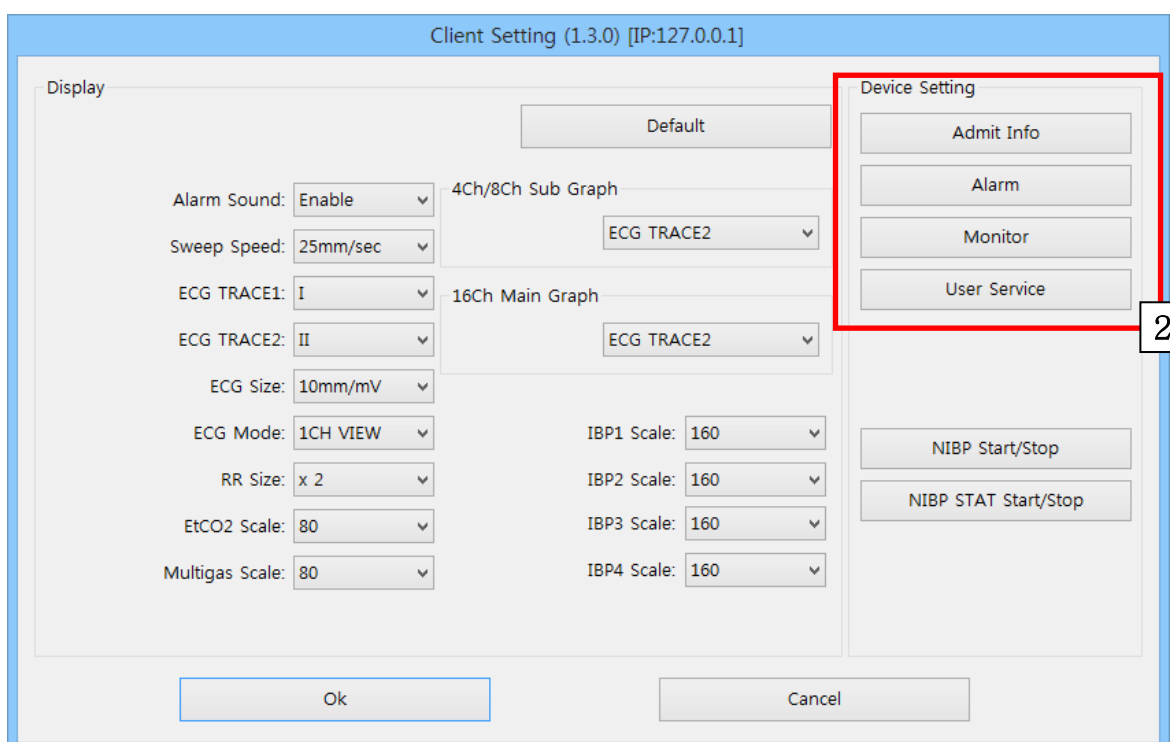 Client Setting (1.3.0) [IP:127.0.0.1]
Display
Default
Alarm Sound: Enable
Sweep Speed: 25mm/sec
ECG TRACE1: I
ECG TRACE2: II
ECG Size: 10mm/mV
ECG Mode: 1CH VIEW
RR Size: x 2
EtCO2 Scale: 80
Multigas Scale: 80
4Ch/8Ch Sub Graph
ECG TRACE2
16Ch Main Graph
ECG TRACE2
IBP1 Scale: 160
IBP2 Scale: 160
IBP3 Scale: 160
IBP4 Scale: 160
Device Setting
Admit Info
Alarm
Monitor
User Service
2
NIBP Start/Stop
NIBP STAT Start/Stop
Ok
Cancel